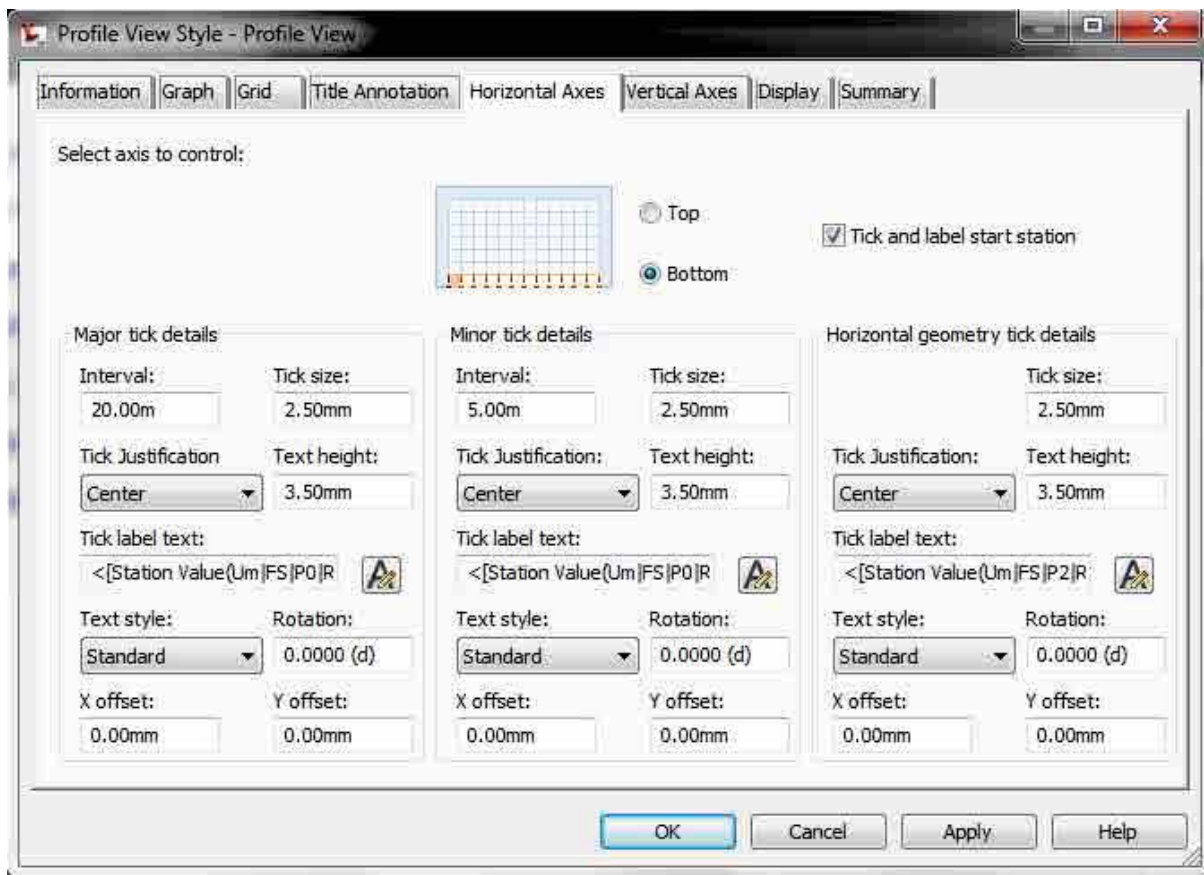 Profile View Style - Profile View
Information Graph Grid Title Annotation Horizontal Axes Vertical Axes Display Summary
Select axis to control:
Top
Tick and label start station
Bottom
Major tick details
Interval: Tick size:
20.00m 2.50mm
Tick Justification Text height:
Center 3.50mm
Tick label text:
<[Station Value(Um|FS|P0|R
Text style: Rotation:
Standard 0.0000 (d)
X offset: Y offset:
0.00mm 0.00mm
Minor tick details
Interval: Tick size:
5.00m 2.50mm
Tick Justification: Text height:
Center 3.50mm
Tick label text:
<[Station Value(Um|FS|P0|R
Text style: Rotation:
Standard 0.0000 (d)
X offset: Y offset:
0.00mm 0.00mm
Horizontal geometry tick details
Tick size:
2.50mm
Tick Justification: Text height:
Center 3.50mm
Tick label text:
<[Station Value(Um|FS|P2|R
Text style: Rotation:
Standard 0.0000 (d)
X offset: Y offset:
0.00mm 0.00mm
OK Cancel Apply Help